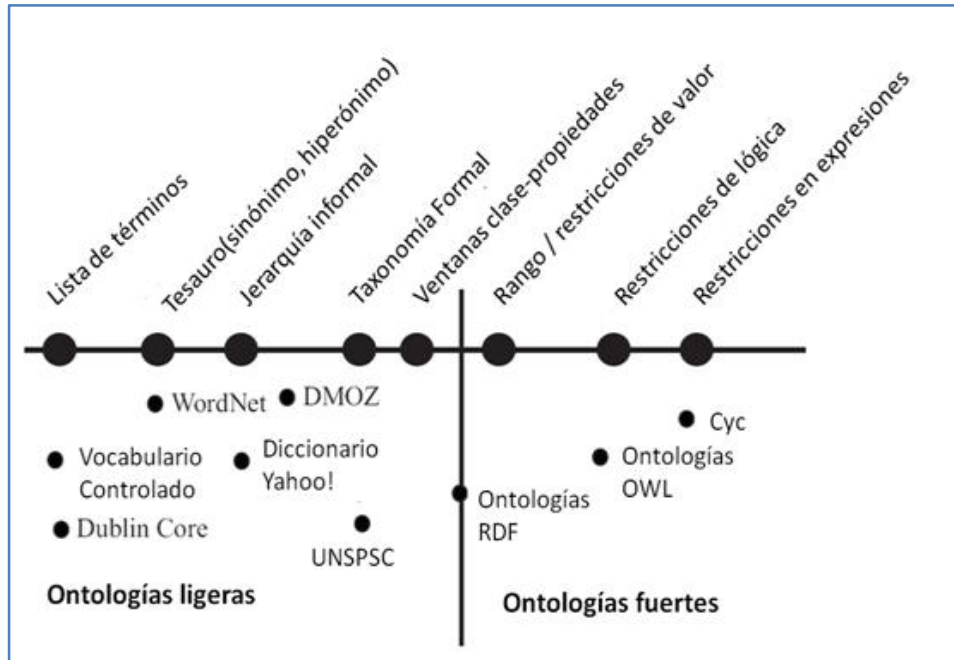 Lista de términos
Tesauro(sinónimo, hiperónimo)
Jerarquía informal
Taxonomía Formal
Ventanas clase-propiedades
Rango / restricciones de valor
Restricciones de lógica
Restricciones en expresiones
WordNet
DMOZ
Cyc
Vocabulario
Controlado
Diccionario
Yahoo!
Ontologías
OWL
Ontologías
RDF
Dublin Core
UNSPSC
Ontologías ligeras
Ontologías fuertes